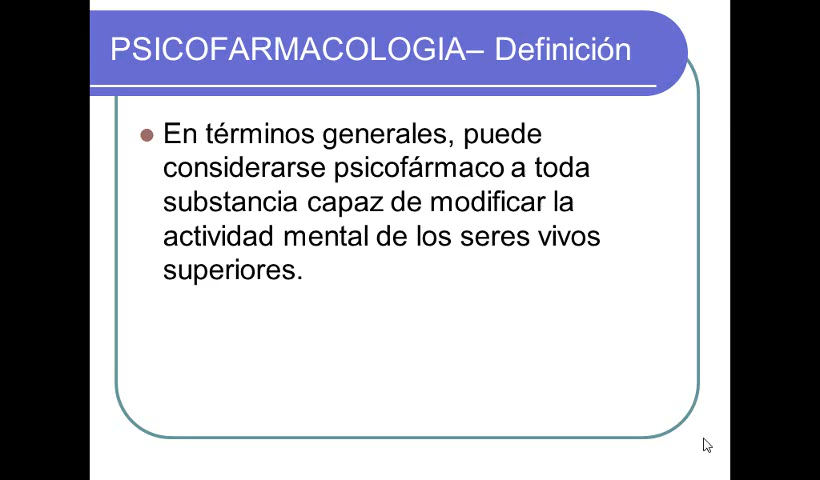 PSICOFARMACOLOGIA– Definición
En términos generales, puede
considerarse psicofármaco a toda
substancia capaz de modificar la
actividad mental de los seres vivos
superiores.